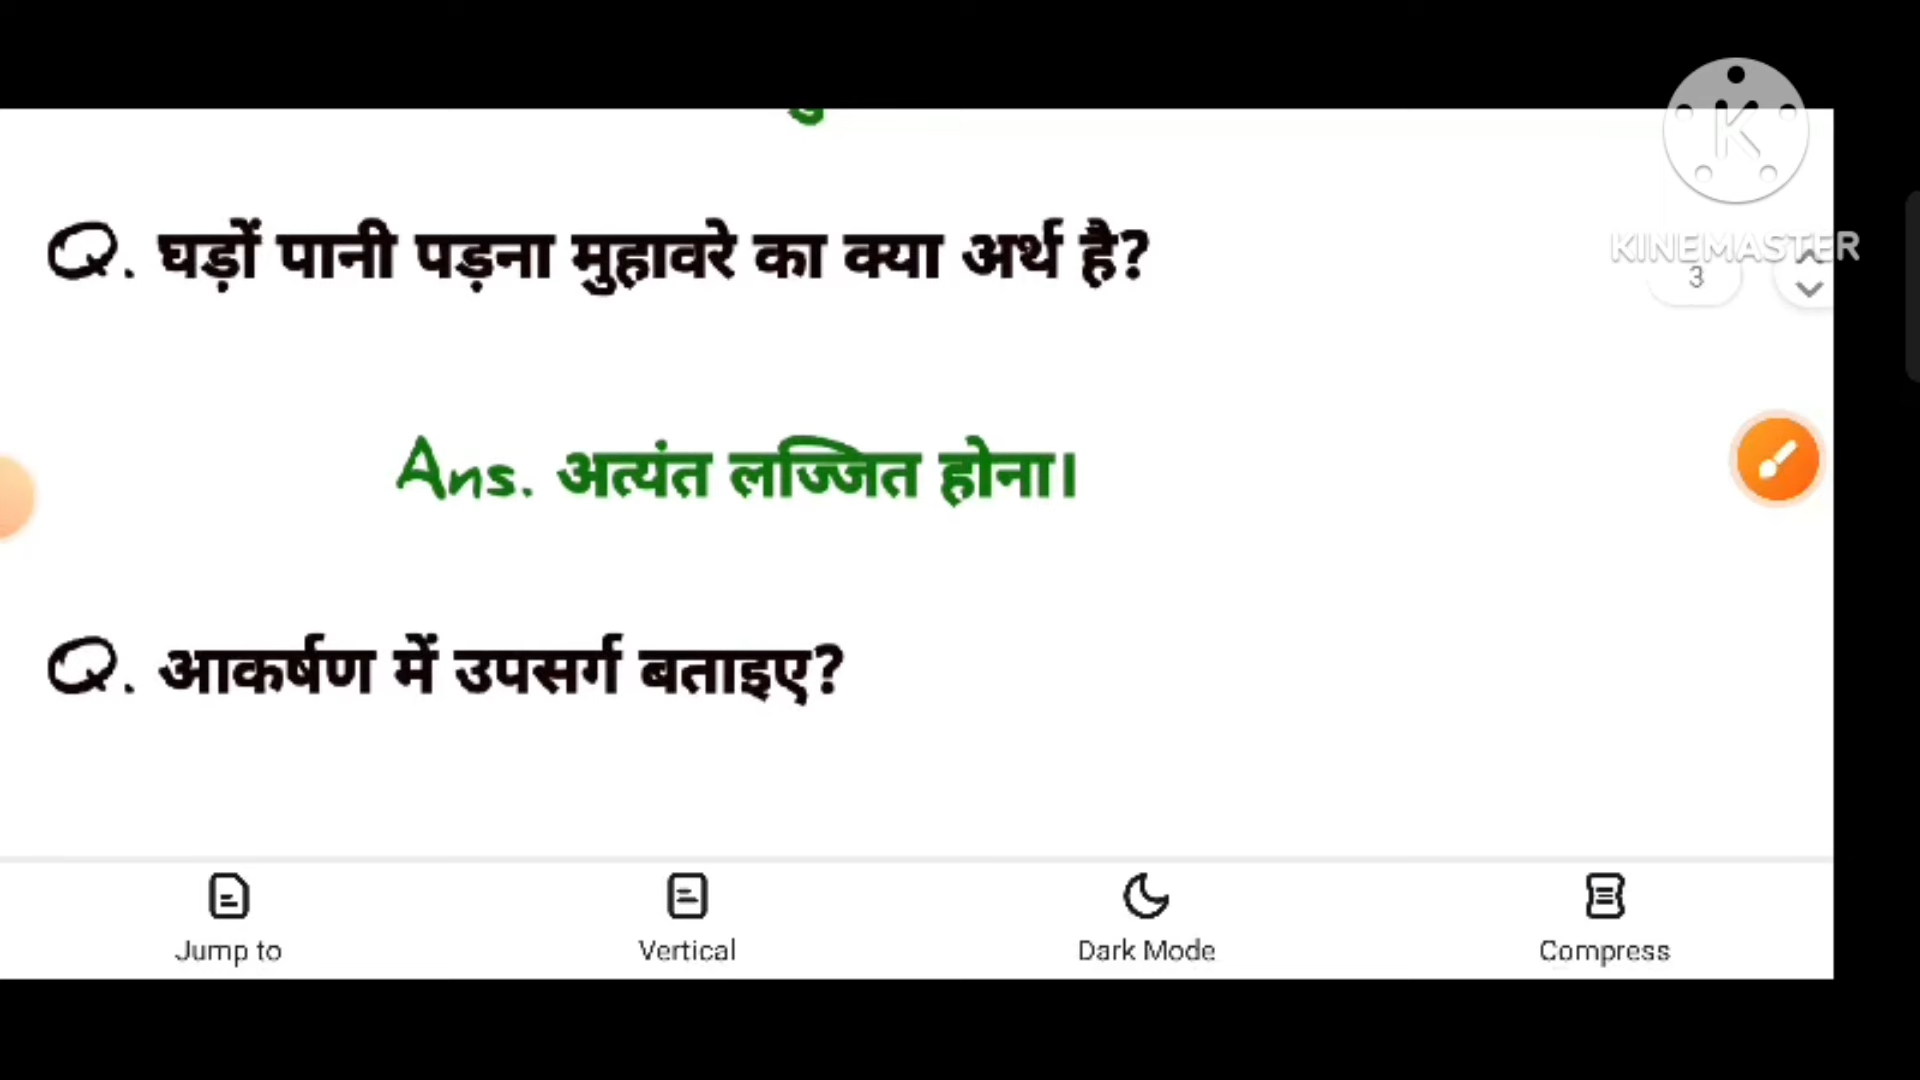 Q. घड़ों पानी पड़ना मुहावरे का क्या अर्थ है?
KINEMASTER
3
Ans. अत्यंत लज्जित होना।
Q. आकर्षण में उपसर्ग बताइए?
Jump to
Vertical
Dark Mode
Compress